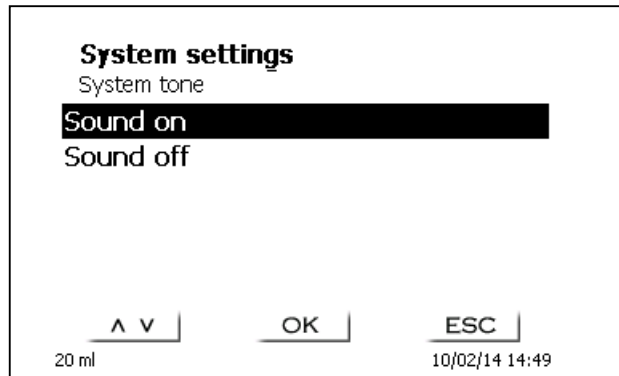 System settings
System tone
Sound on
Sound off
∧ ∨ OK ESC
20 ml 10/02/14 14:49